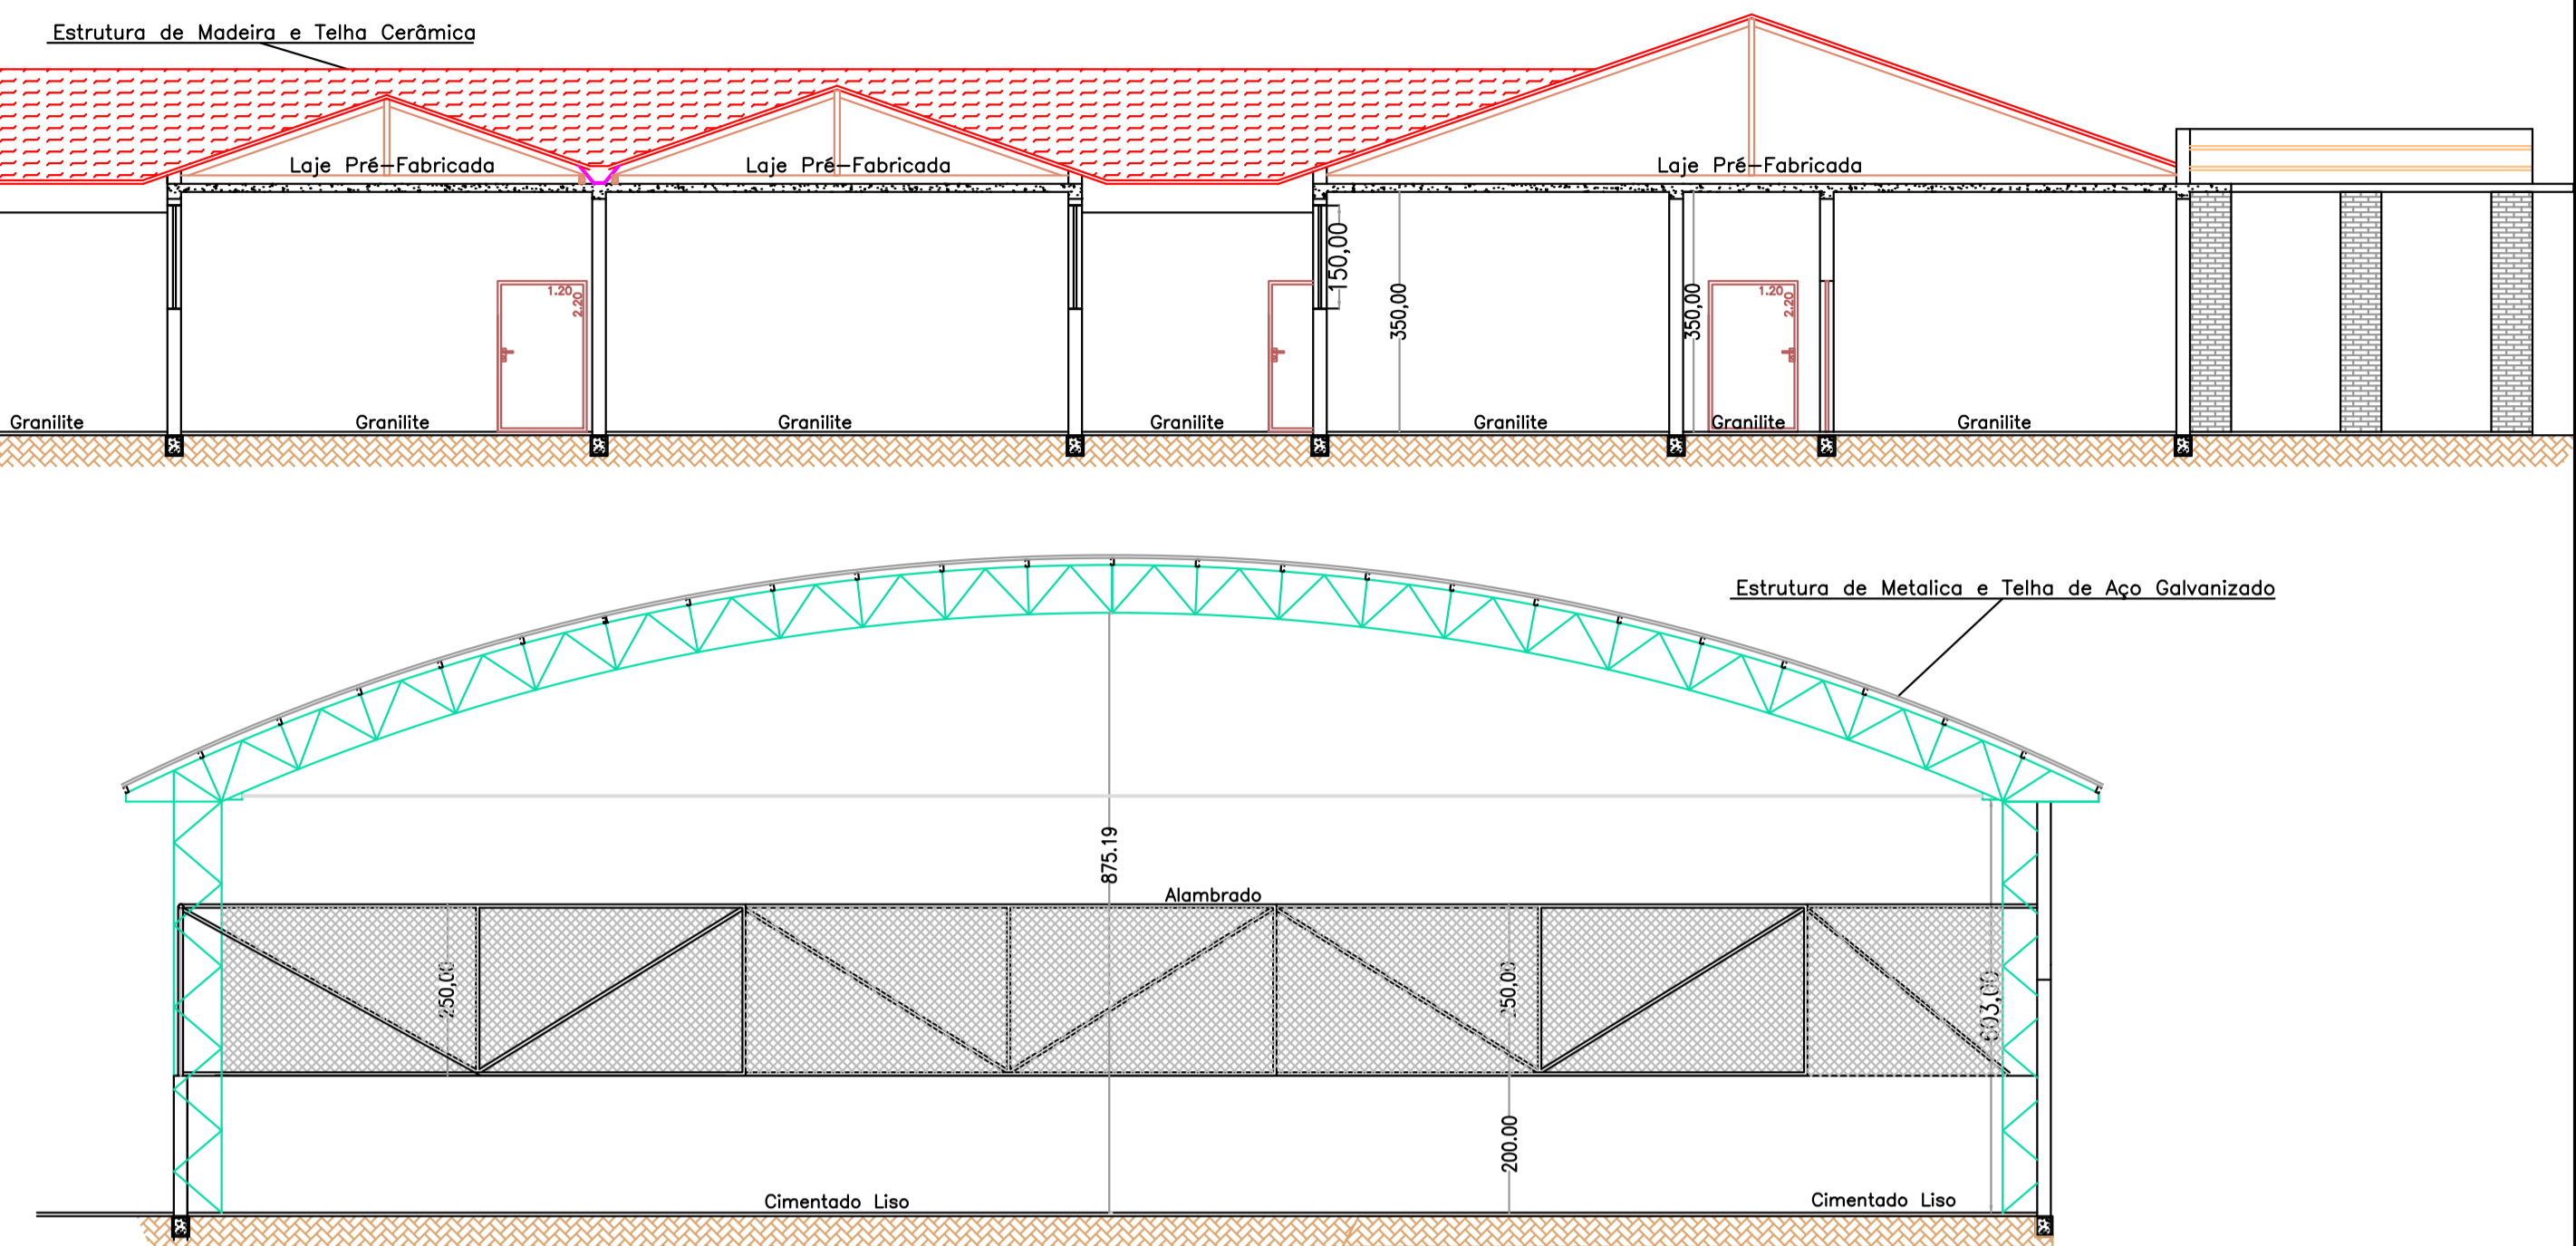 Estrutura de Madeira e Telha Cerâmica
Laje Pré-Fabricada
Laje Pré-Fabricada
Laje Pré-Fabricada
150,00
350,00
350,00
1.20
2.20
1.20
2.20
Granilite
Granilite
Granilite
Granilite
Granilite
Granilite
Granilite
Estrutura de Metalica e Telha de Aço Galvanizado
875.19
Alambrado
250,00
250,00
603,00
200.00
Cimentado Liso
Cimentado Liso